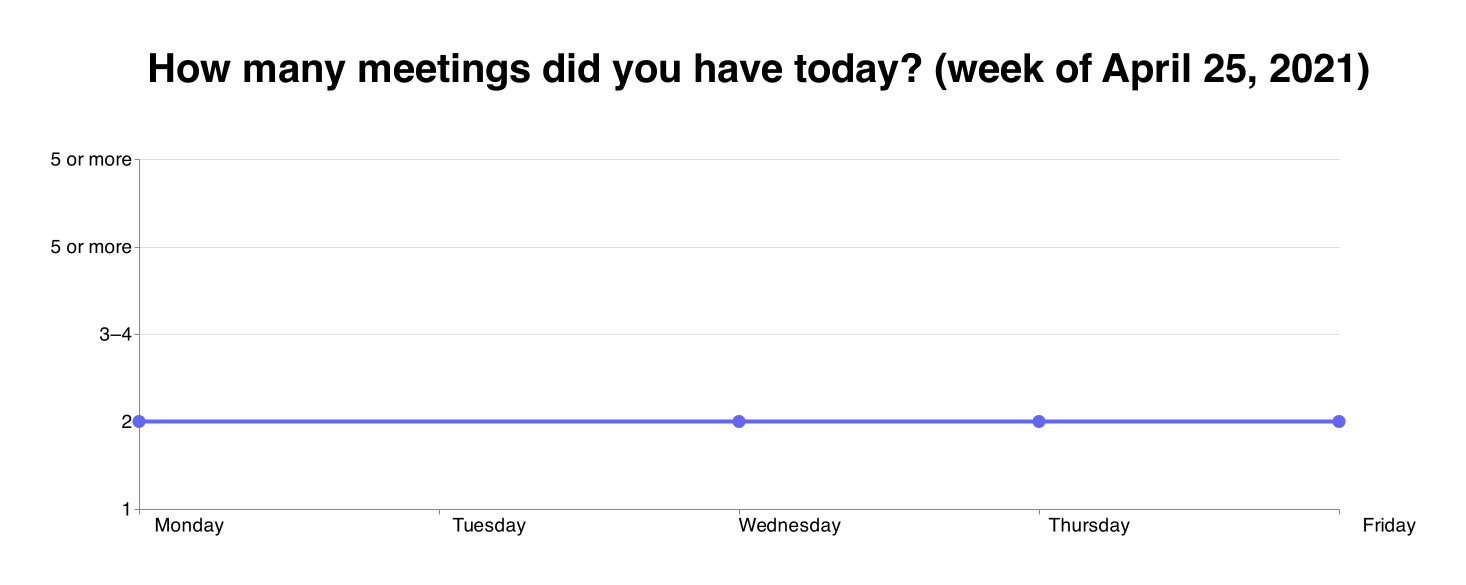 How many meetings did you have today? (week of April 25, 2021)
5 or more
5 or more
3–4
2
1
Monday Tuesday Wednesday Thursday Friday